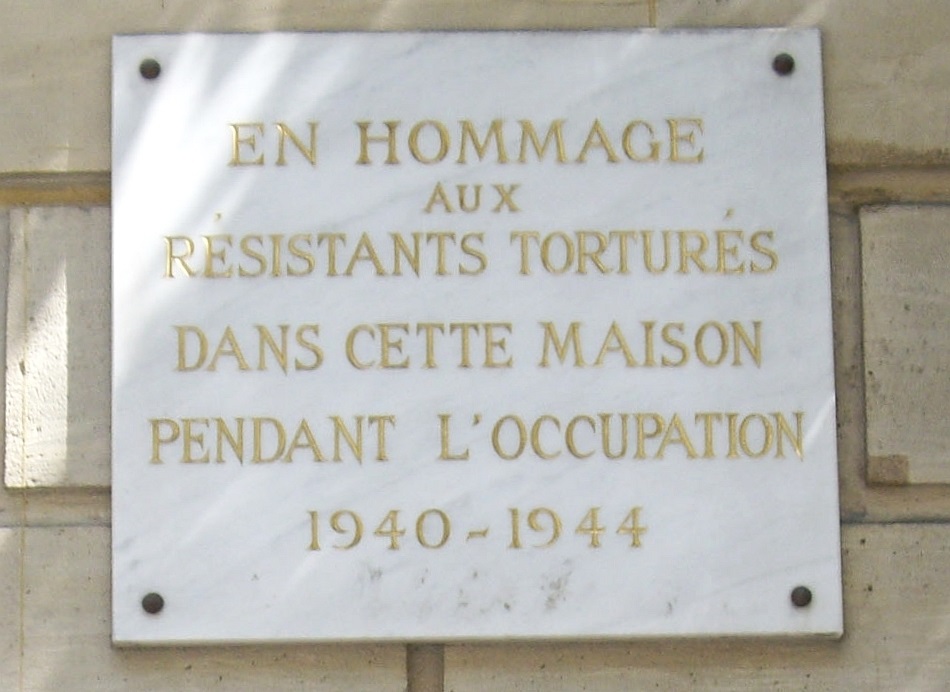 EN HOMMAGE
AUX
RÉSISTANTS TORTURÉS
DANS CETTE MAISON
PENDANT L'OCCUPATION
1940-1944